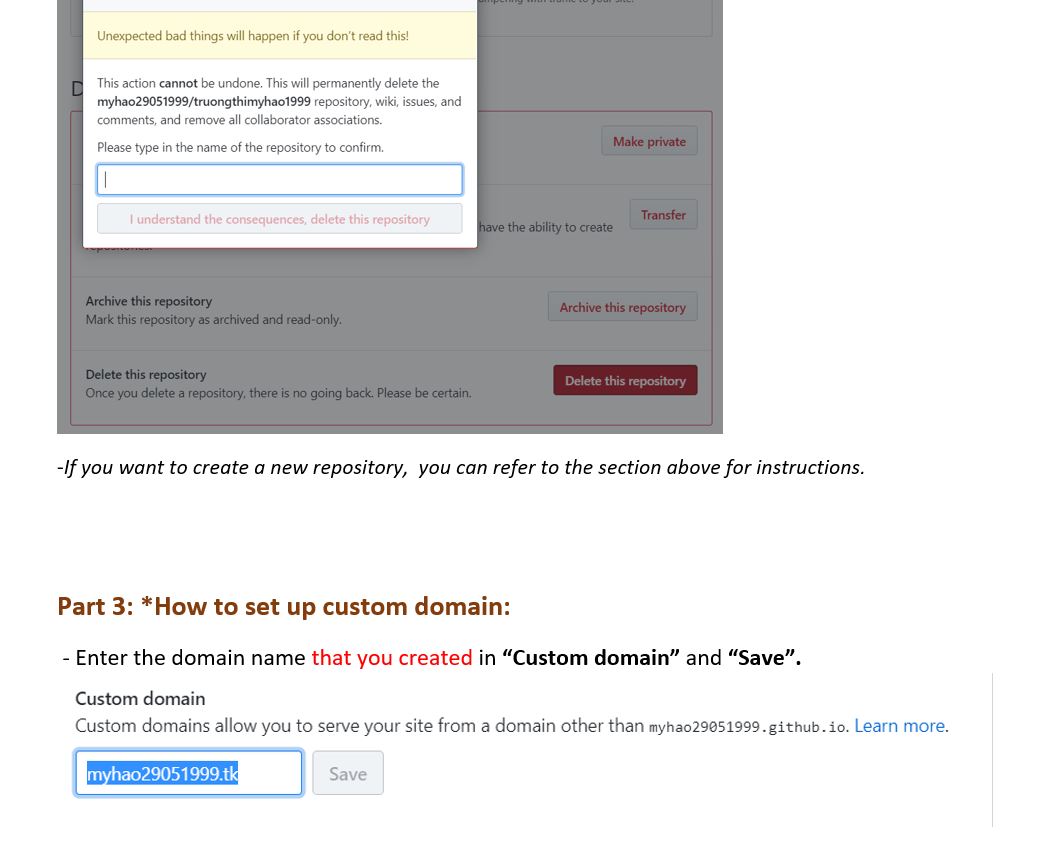 Unexpected bad things will happen if you don't read this!
This action cannot be undone. This will permanently delete the
myhao29051999/truongthimyhao1999 repository, wiki, issues, and
comments, and remove all collaborator associations.
Please type in the name of the repository to confirm.
I understand the consequences, delete this repository
Make private
Transfer
have the ability to create
repositories.
Archive this repository
Mark this repository as archived and read-only.
Archive this repository
Delete this repository
Once you delete a repository, there is no going back. Please be certain.
Delete this repository
-If you want to create a new repository,  you can refer to the section above for instructions.
Part 3: *How to set up custom domain:
- Enter the domain name that you created in “Custom domain” and “Save”.
Custom domain
Custom domains allow you to serve your site from a domain other than myhao29051999.github.io. Learn more.
myhao29051999.tk
Save